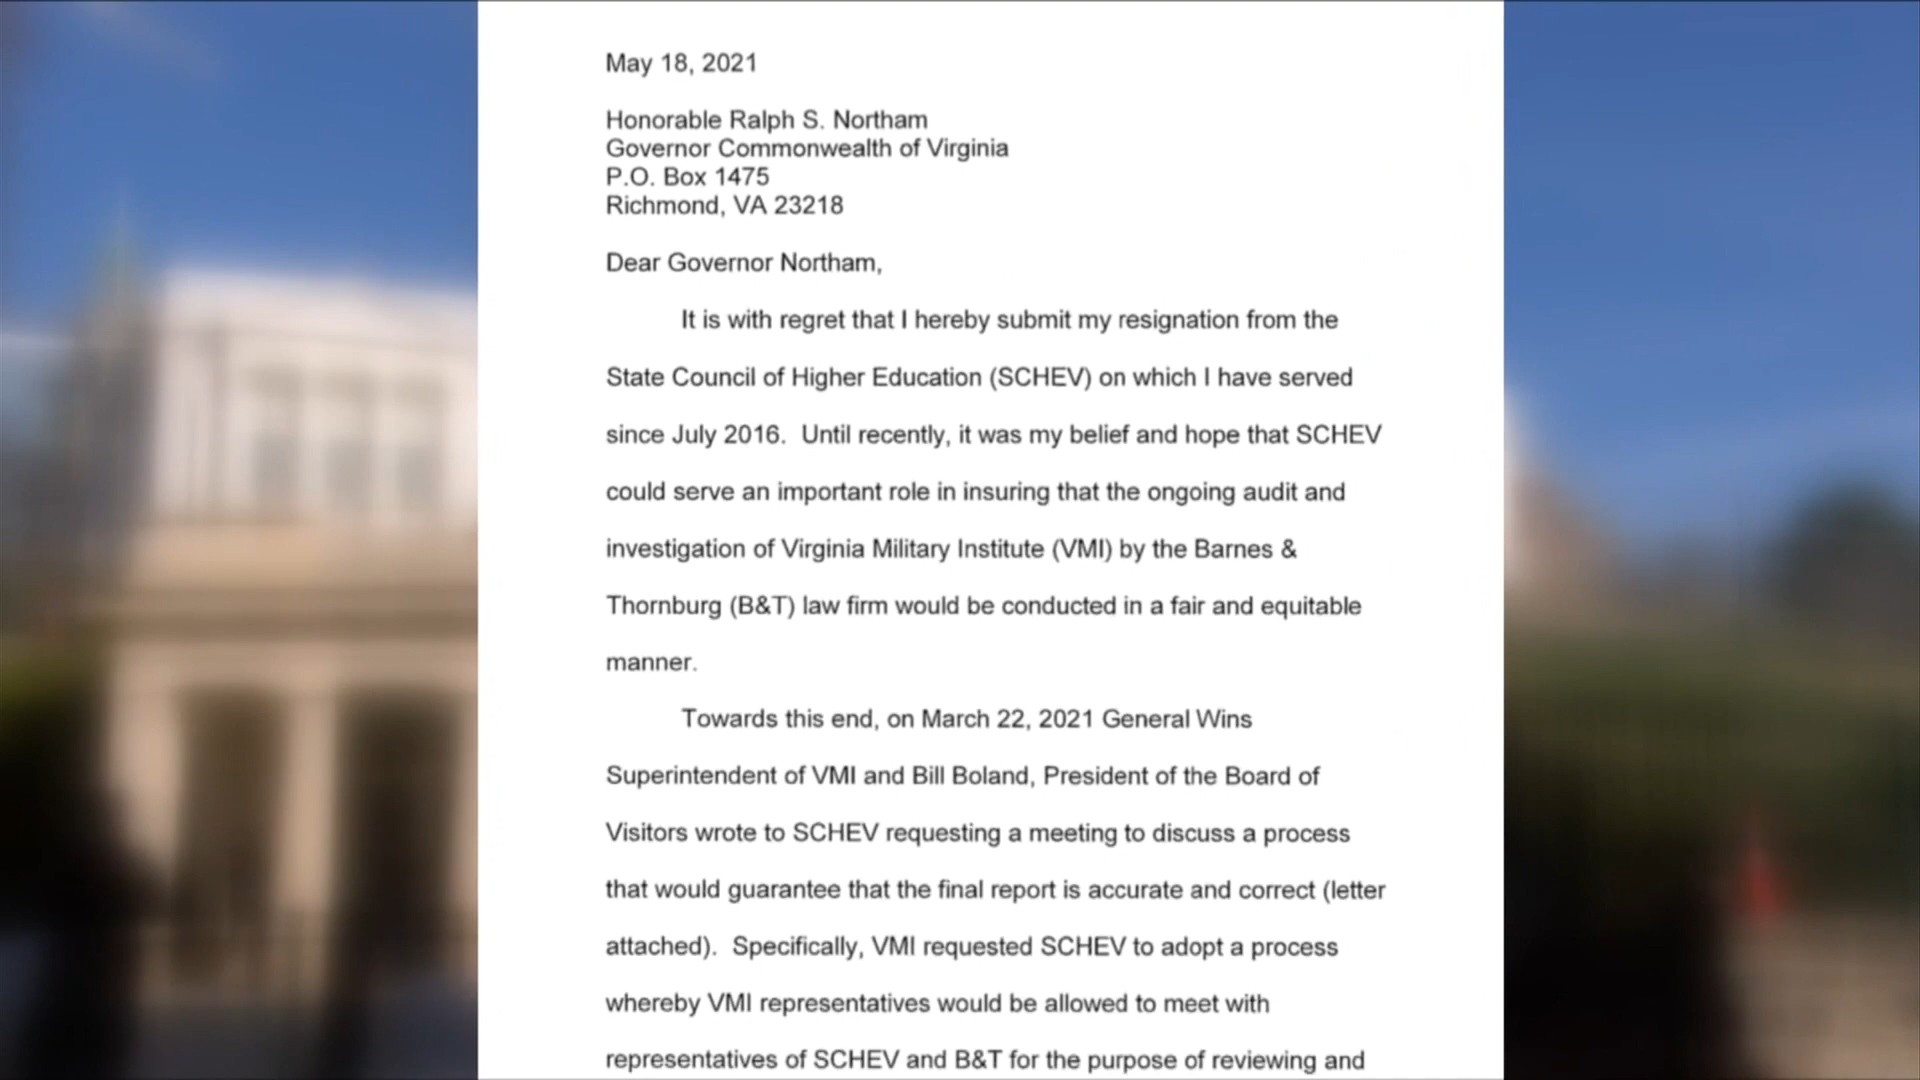 May 18, 2021
Honorable Ralph S. Northam
Governor Commonwealth of Virginia
P.O. Box 1475
Richmond, VA 23218
Dear Governor Northam,
It is with regret that I hereby submit my resignation from the
State Council of Higher Education (SCHEV) on which I have served
since July 2016.  Until recently, it was my belief and hope that SCHEV
could serve an important role in insuring that the ongoing audit and
investigation of Virginia Military Institute (VMI) by the Barnes &
Thornburg (B&T) law firm would be conducted in a fair and equitable
manner.
Towards this end, on March 22, 2021 General Wins
Superintendent of VMI and Bill Boland, President of the Board of
Visitors wrote to SCHEV requesting a meeting to discuss a process
that would guarantee that the final report is accurate and correct (letter
attached).  Specifically, VMI requested SCHEV to adopt a process
whereby VMI representatives would be allowed to meet with
representatives of SCHEV and B&T for the purpose of reviewing and